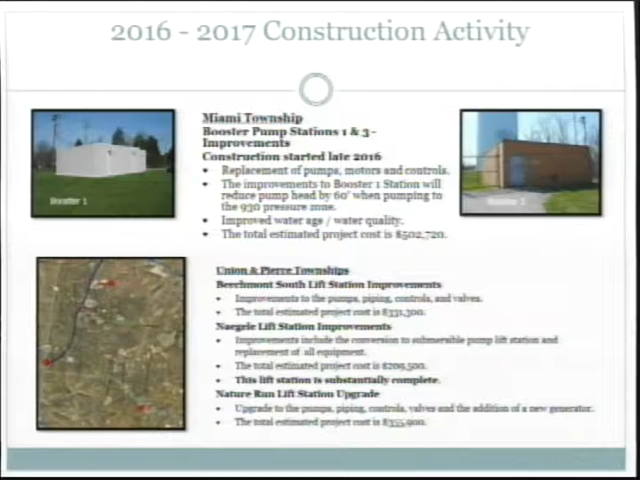 2016 - 2017 Construction Activity
Miami Township
Booster Pump Stations 1 & 3 -
Improvements
Construction started late 2016
• Replacement of pumps, motors and controls.
• The improvements to Booster 1 Station will
reduce pump head by 60' when pumping to
the 930 pressure zone.
• Improved water age / water quality.
• The total estimated project cost is $502,720.
Booster 1
Union & Pierce Townships
Beechmont South Lift Station Improvements
• Improvements to the pumps, piping, controls, and valves.
• The total estimated project cost is $331,300.
Naegele Lift Station Improvements
• Improvements include the conversion to submersible pump lift station and
replacement of all equipment.
• The total estimated project cost is $209,500.
• This lift station is substantially complete.
Nature Run Lift Station Upgrade
• Upgrade to the pumps, piping, controls, valves and the addition of a new generator.
• The total estimated project cost is $355,900.